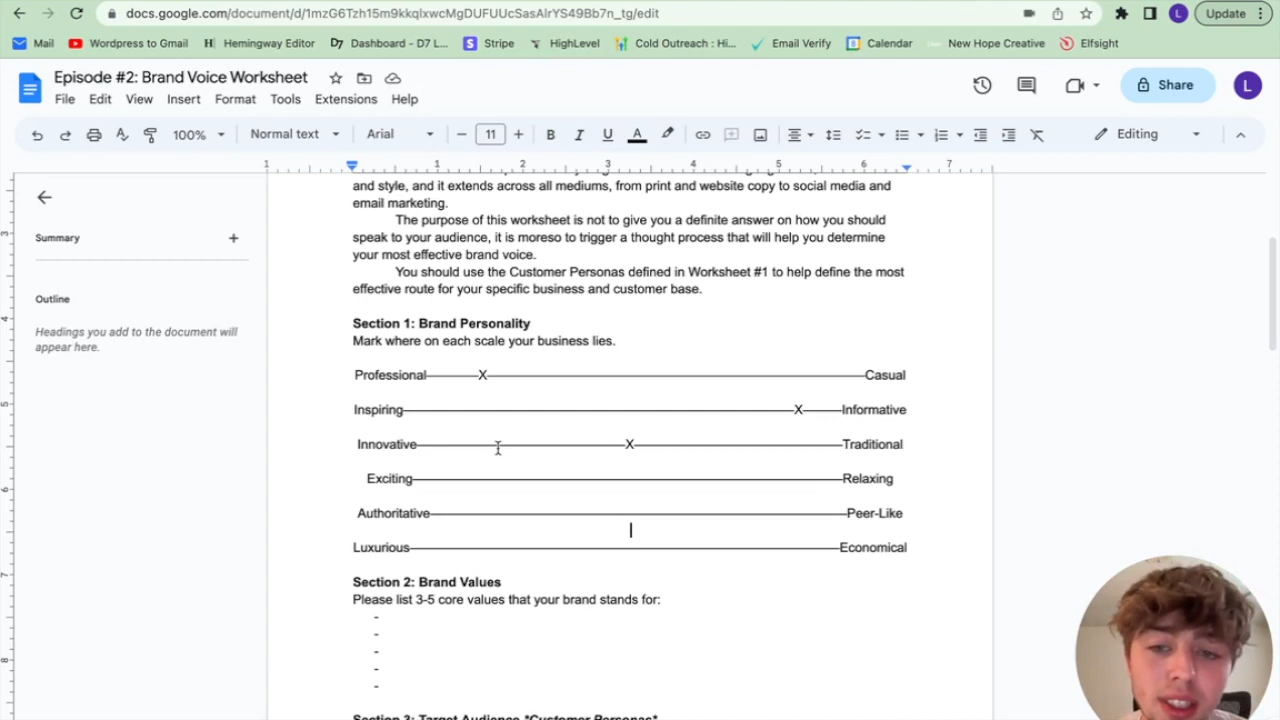 docs.google.com/document/d/1mzG6Tzh15m9kkqlxwcMgDUFUUcSasAlrYS49Bb7n_tg/edit
Update
Mail
Wordpress to Gmail
Hemingway Editor
Dashboard - D7 L...
Stripe
HighLevel
Cold Outreach : Hi...
Email Verify
Calendar
New Hope Creative
Elfsight
Episode #2: Brand Voice Worksheet
File Edit View Insert Format Tools Extensions Help
Share
L
100% Normal text Arial 11 Editing
1 1 2 3 4 5 6 7
and style, and it extends across all mediums, from print and website copy to social media and
email marketing.
The purpose of this worksheet is not to give you a definite answer on how you should
speak to your audience, it is moreso to trigger a thought process that will help you determine
your most effective brand voice.
You should use the Customer Personas defined in Worksheet #1 to help define the most
effective route for your specific business and customer base.
Summary
Outline
Headings you add to the document will
appear here.
Section 1: Brand Personality
Mark where on each scale your business lies.
Professional———X——————————Casual
Inspiring——————————X——Informative
Innovative——————X——————Traditional
Exciting————————————Relaxing
Authoritative————————————Peer-Like
Luxurious————————————Economical
Section 2: Brand Values
Please list 3-5 core values that your brand stands for:
-
-
-
-
-
Section 3: Target Audience *Customer Personas*